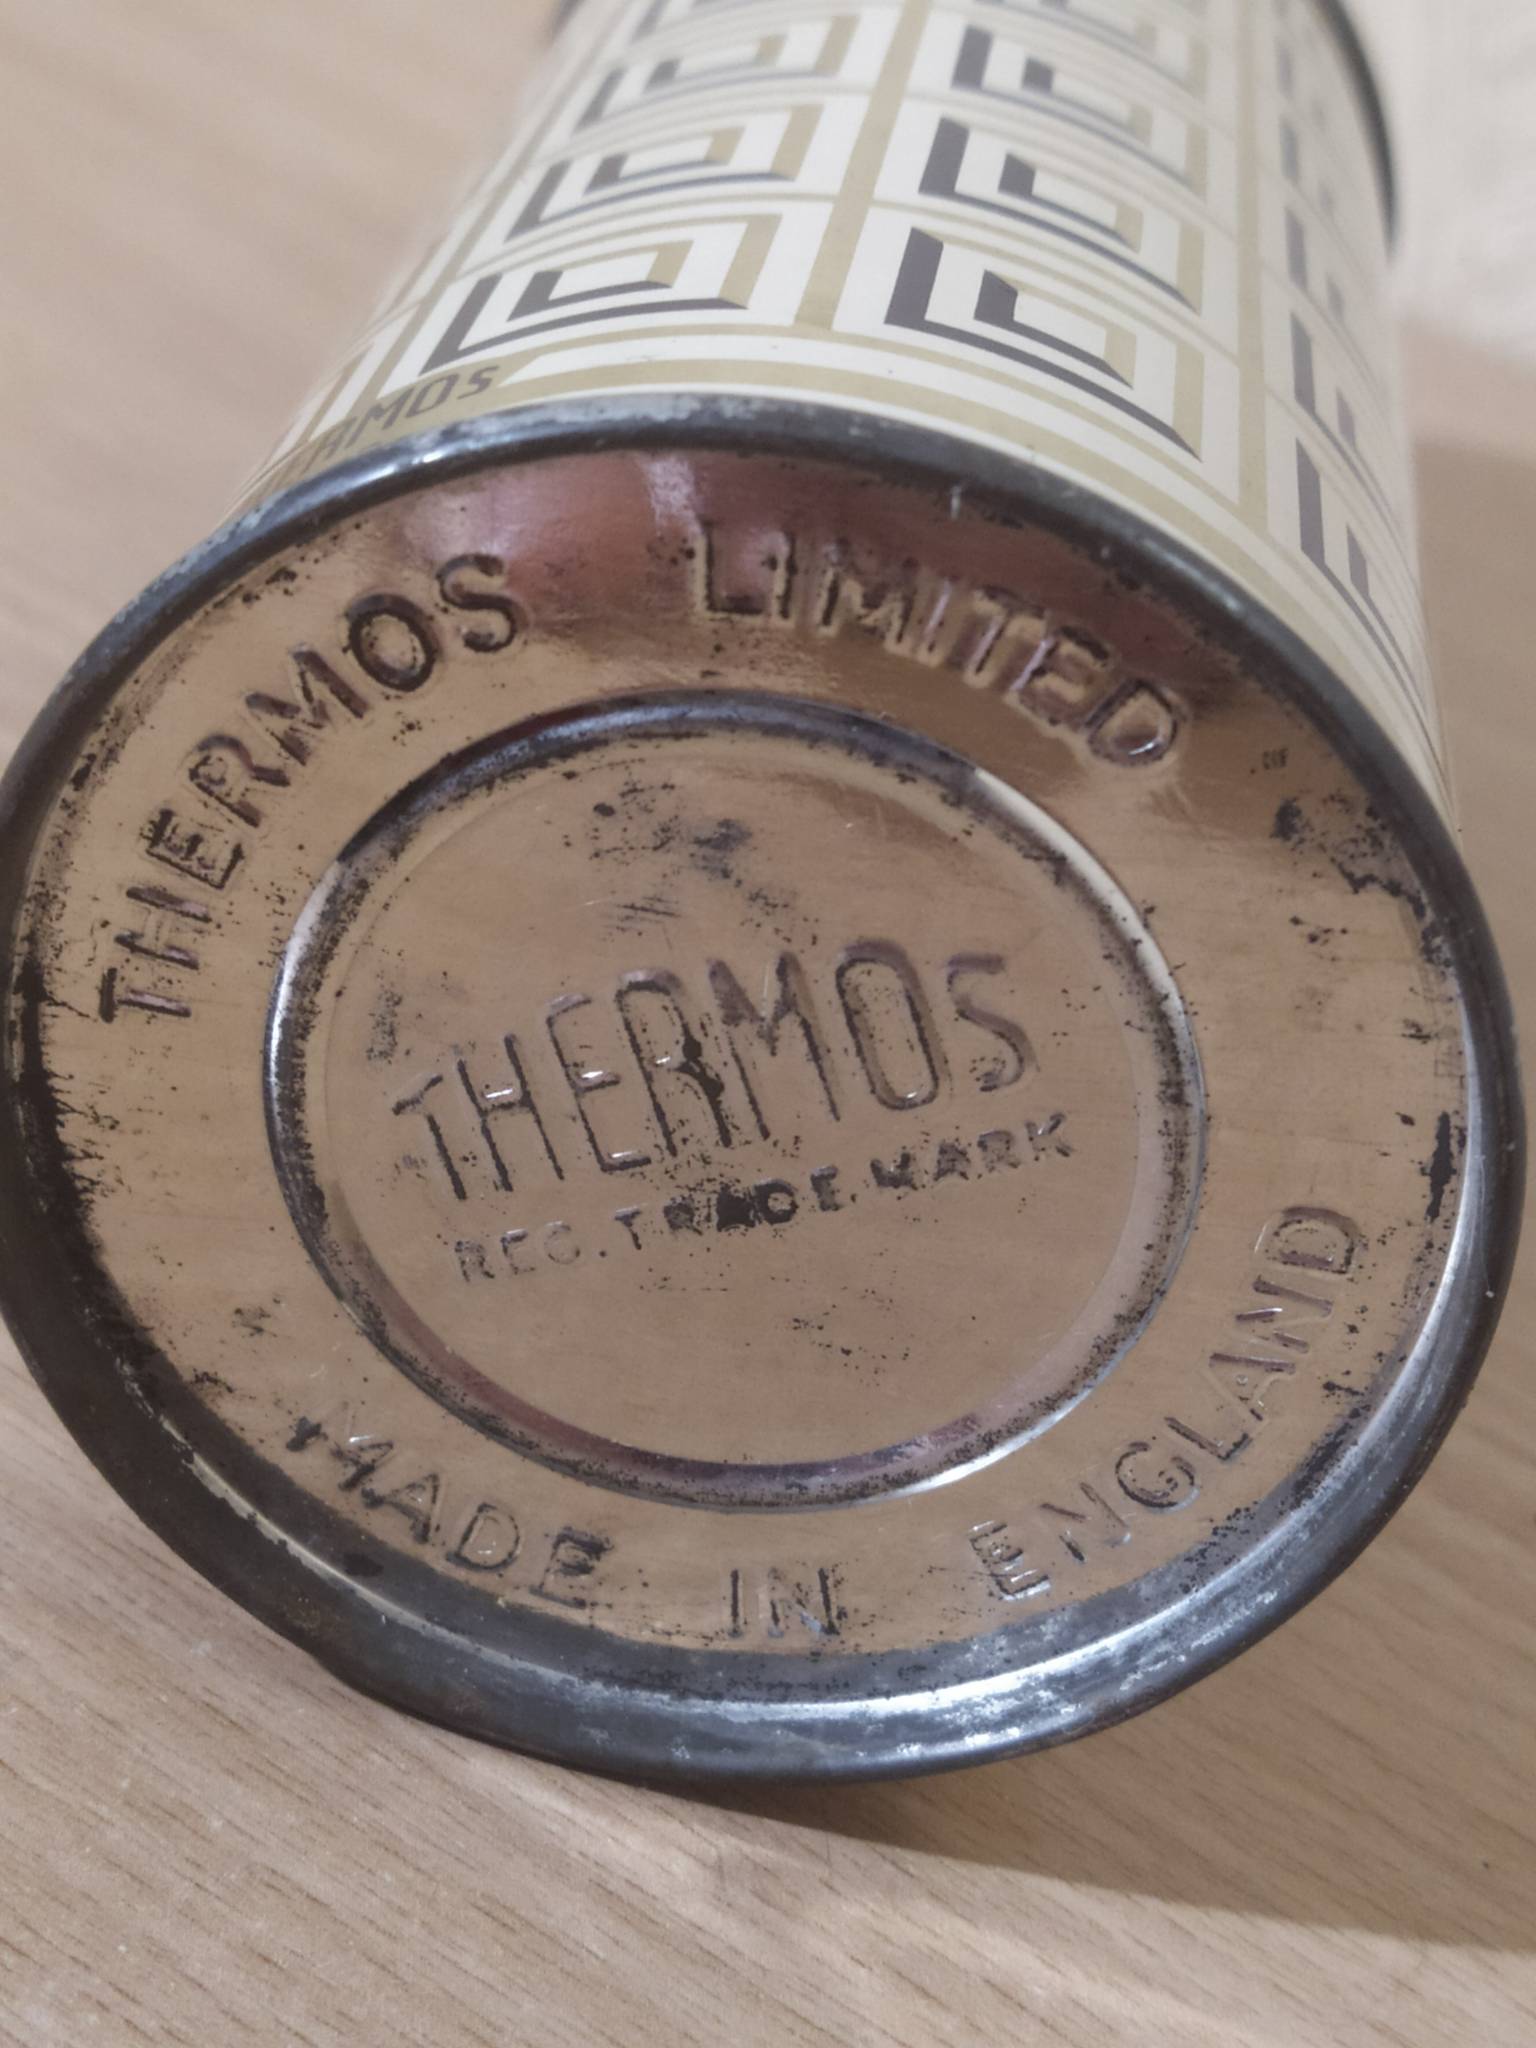 THERMOS
THERMOS LIMITED
THERMOS
REG. TRADE MARK
MADE IN ENGLAND